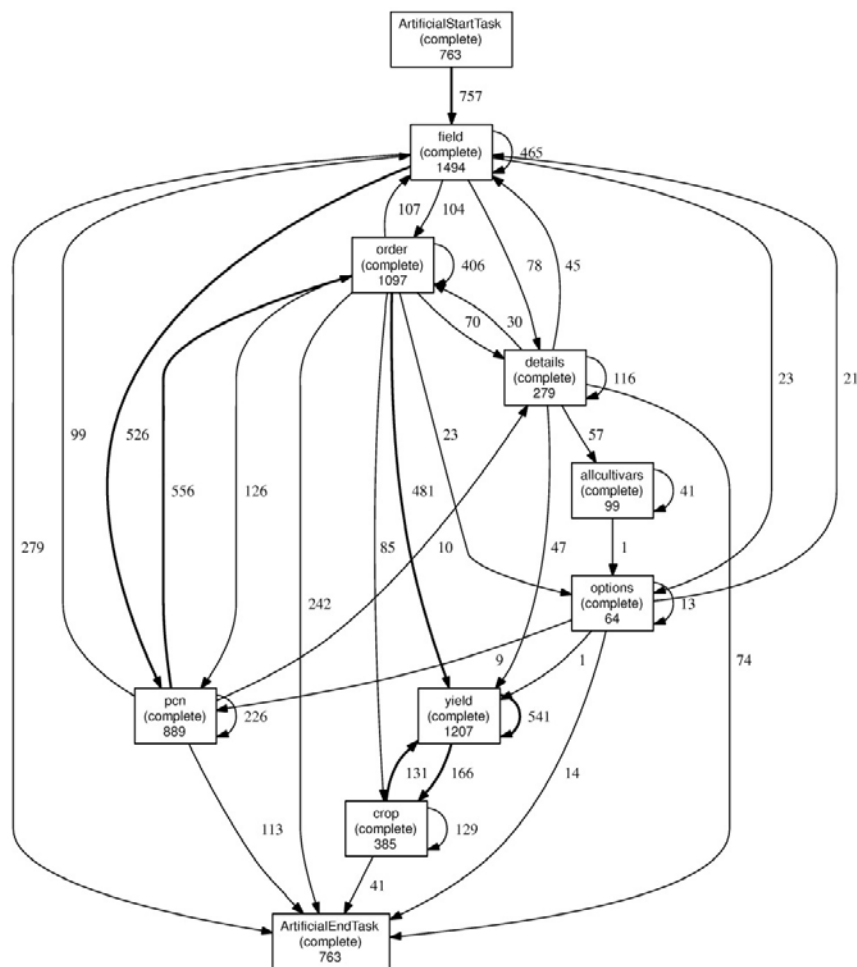 ArtificialStartTask
(complete)
763
757
field
(complete)
1494
465
107
104
order
(complete)
1097
406
78
45
70
30
details
(complete)
279
116
23
21
99
526
556
126
23
481
57
allcultivars
(complete)
99
41
279
242
85
10
47
1
options
(complete)
64
13
9
1
74
pcn
(complete)
889
226
yield
(complete)
1207
541
131
166
14
113
crop
(complete)
385
129
41
ArtificialEndTask
(complete)
763